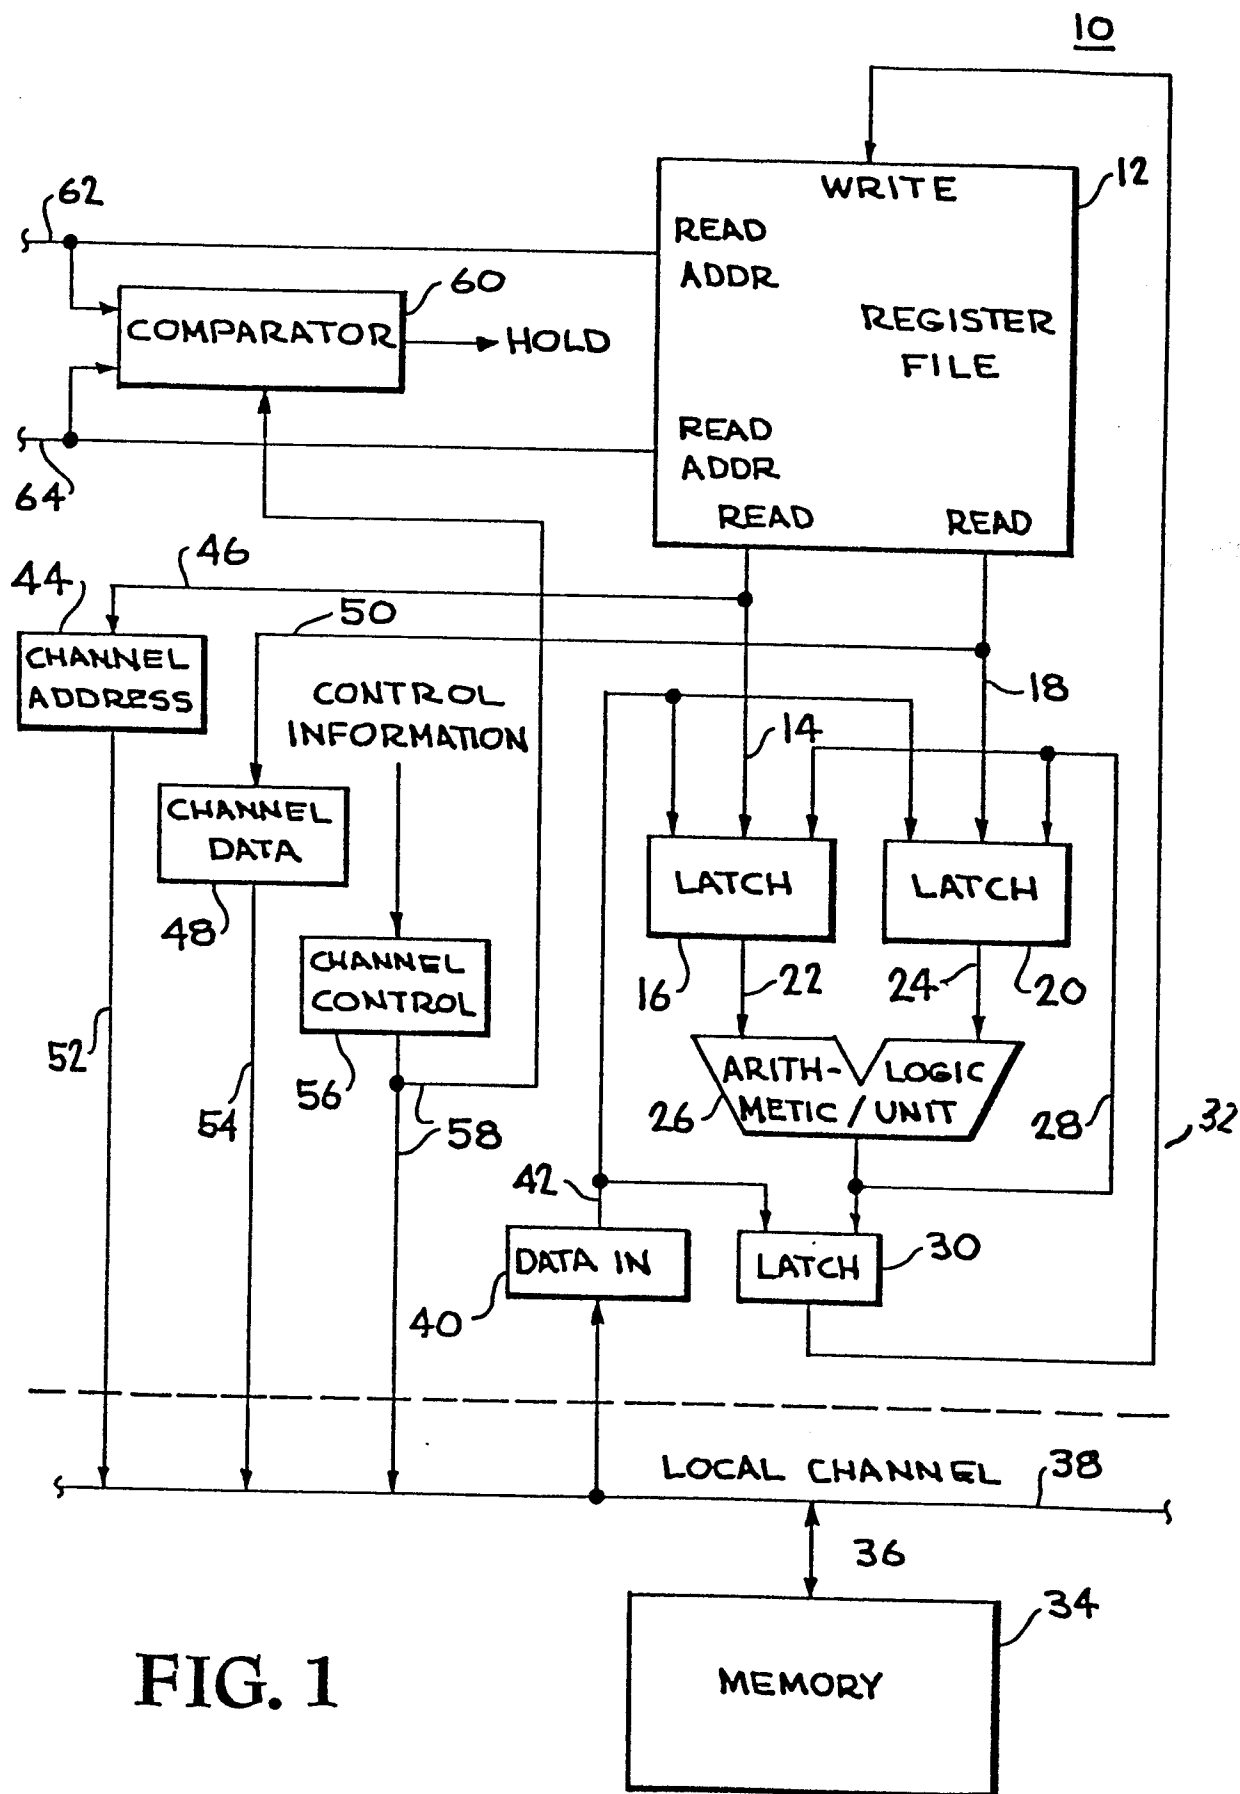 10
12
WRITE
62
READ
ADDR
60
COMPARATOR
HOLD
REGISTER
FILE
READ
ADDR
64
READ
READ
46
44
50
CHANNEL
ADDRESS
18
CONTROL
INFORMATION
14
CHANNEL
DATA
LATCH
LATCH
48
CHANNEL
CONTROL
16
22
24
20
52
56
ARITH-
METIC /
LOGIC
UNIT
26
28
32
54
58
42
DATA IN
LATCH
30
40
LOCAL CHANNEL
38
36
34
MEMORY
FIG. 1